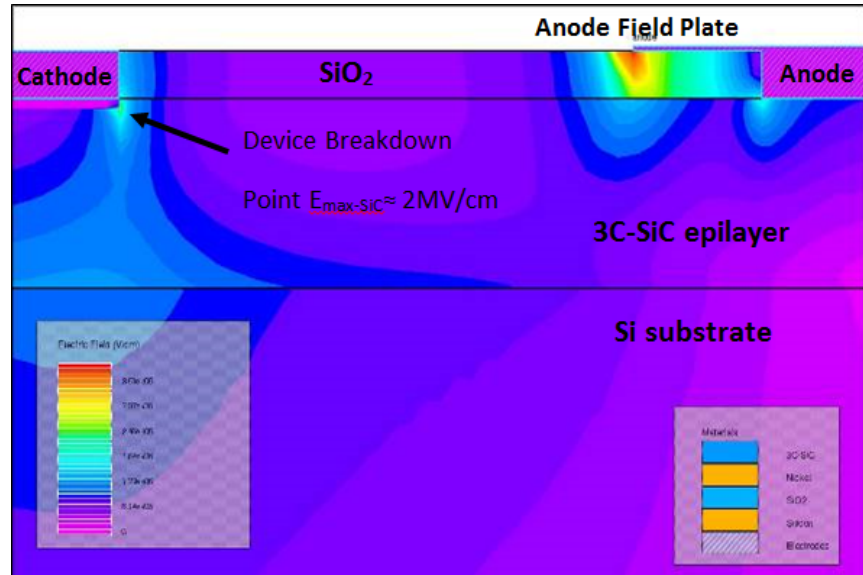 Anode Field Plate
Cathode
SiO₂
Anode
Device Breakdown
Point Emax-SiC≈ 2MV/cm
3C-SiC epilayer
Si substrate
Electric Field (V/cm)
0
Materials
3C-SiC
Nickel
SiO2
Silicon
Electrodes